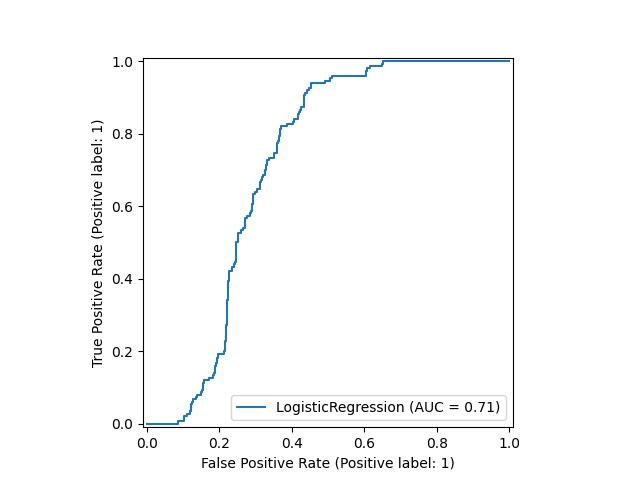 1.0
0.8
0.6
0.4
0.2
0.0
True Positive Rate (Positive label: 1)
LogisticRegression (AUC = 0.71)
0.0 0.2 0.4 0.6 0.8 1.0
False Positive Rate (Positive label: 1)